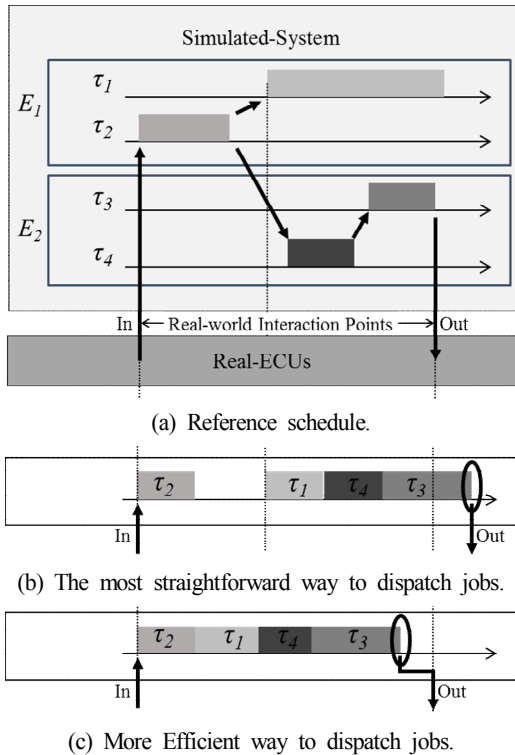 Simulated-System
E1
τ1
τ2
E2
τ3
τ4
In Real-world Interaction Points Out
Real-ECUs
(a) Reference schedule.
τ2 τ1 τ4 τ3
In Out
(b) The most straightforward way to dispatch jobs.
τ2 τ1 τ4 τ3
In Out
(c) More Efficient way to dispatch jobs.